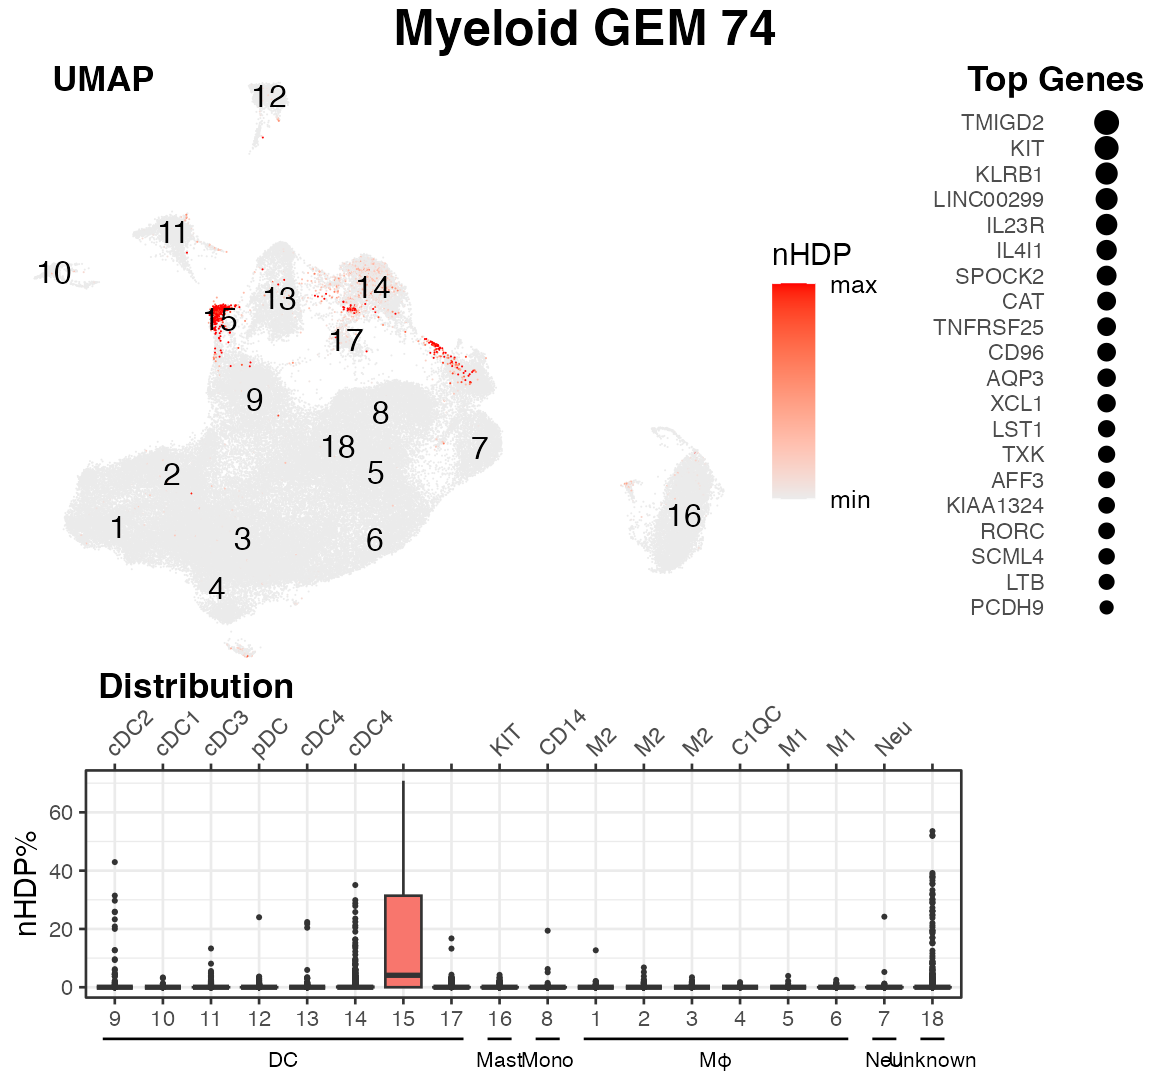 Myeloid GEM 74
UMAP
12
11
10
13
14
15
17
9
8
18
7
2
5
1
3
6
4
16
nHDP
max
min
Top Genes
TMIGD2
KIT
KLRB1
LINC00299
IL23R
IL4I1
SPOCK2
CAT
TNFRSF25
CD96
AQP3
XCL1
LST1
TXK
AFF3
KIAA1324
RORC
SCML4
LTB
PCDH9
Distribution
cDC2 cDC1 cDC3 pDC cDC4 cDC4 KIT CD14 M2 M2 M2 C1QC M1 M1 Neu
nHDP%
60
40
20
0
9 10 11 12 13 14 15 17 16 8 1 2 3 4 5 6 7 18
DC Mast Mono Mφ Neu Unknown